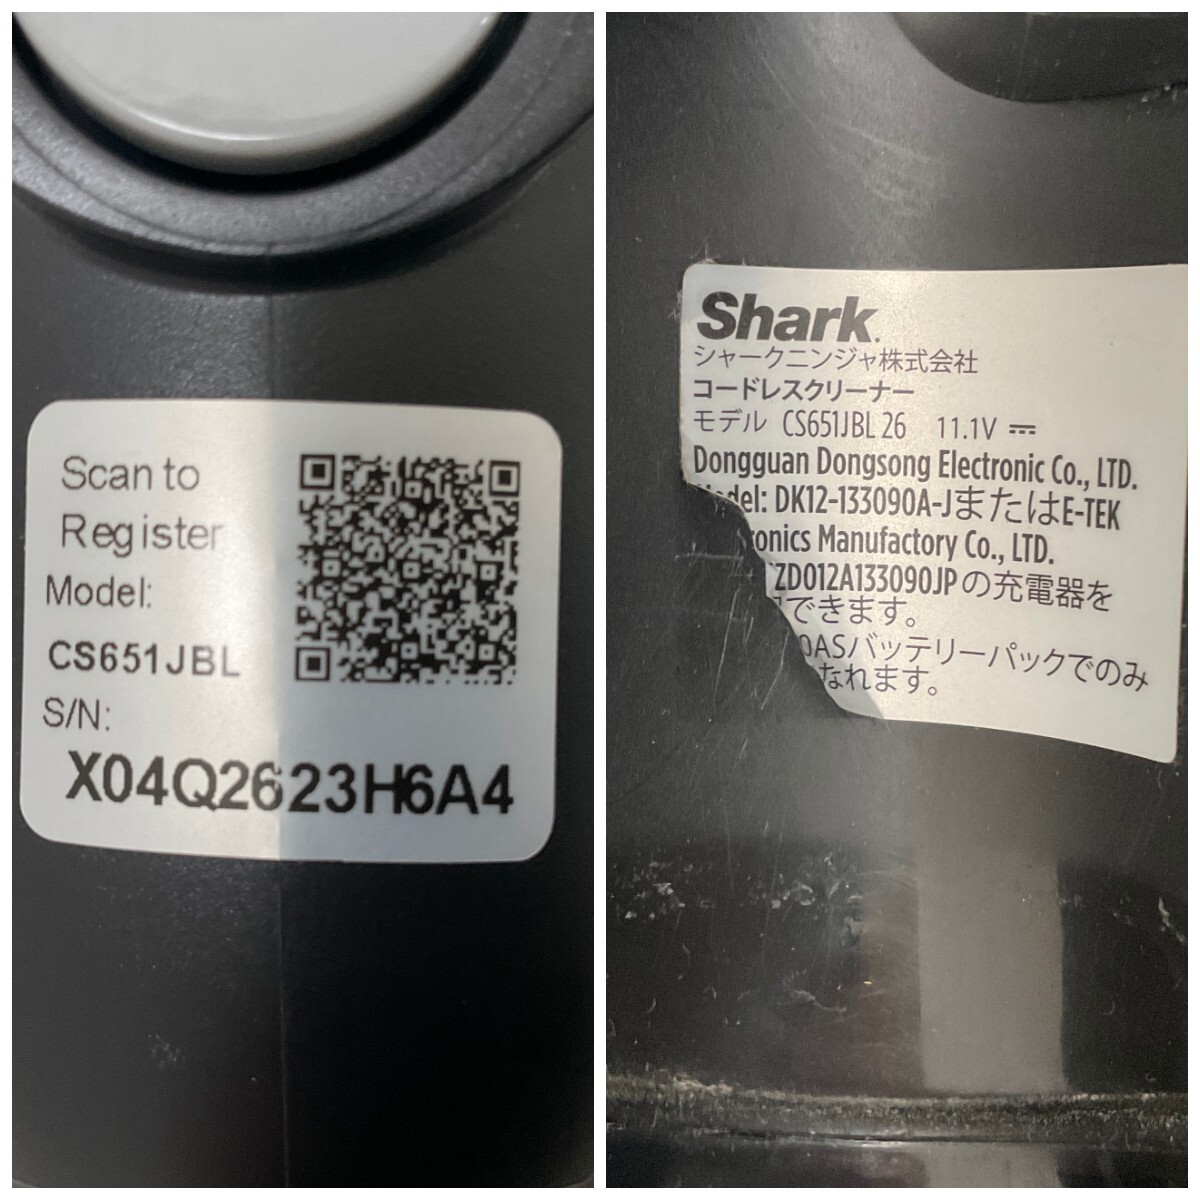 Scan to
Register
Model:
CS651JBL
S/N:
X04Q2623H6A4
Shark
シャークニンジャ株式会社
コードレスクリーナー
モデル CS651JBL 26 11.1V
Dongguan Dongsong Electronic Co., LTD.
DK12-133090A-JまたはE-TEK
Manufactory Co., LTD.
ZD012A133090JPの充電器を
できます。
0ASバッテリーパックでのみ
なれます。